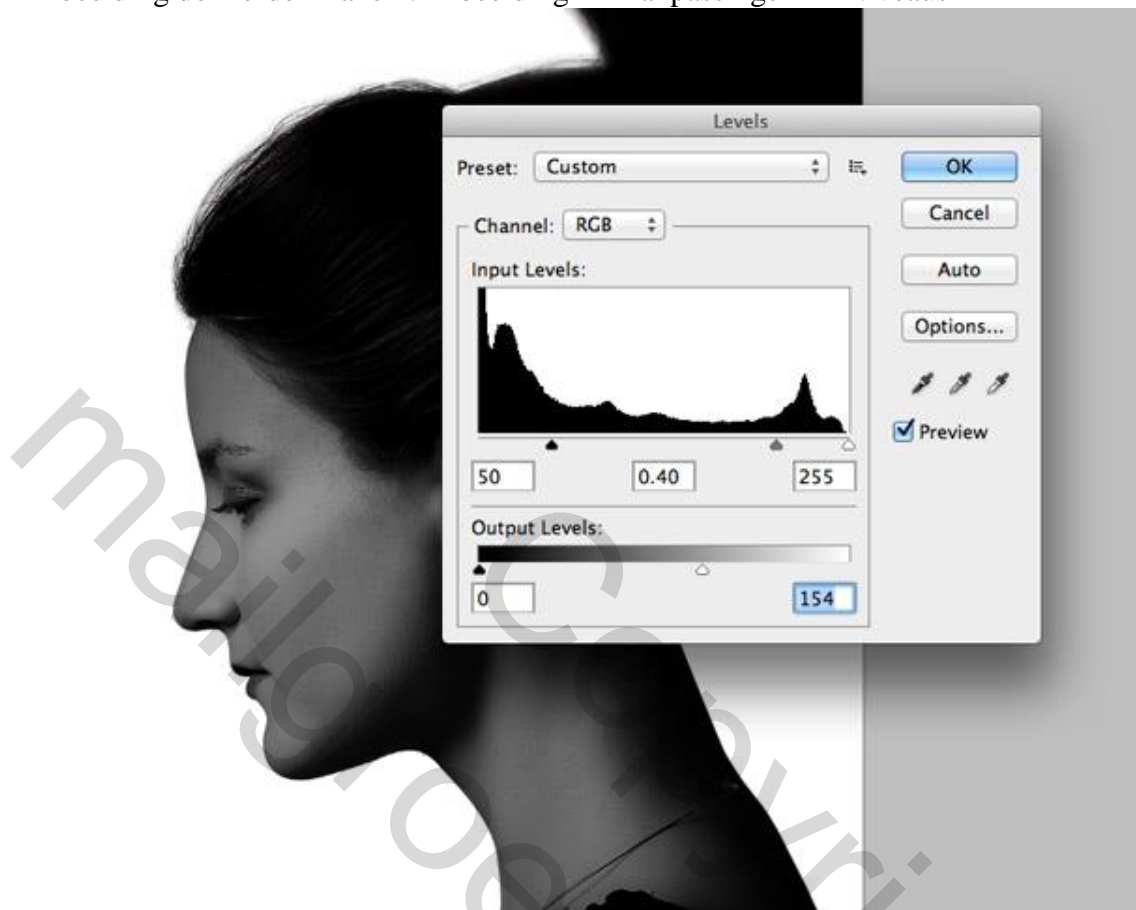 Levels
Preset: Custom
OK
Channel: RGB
Cancel
Input Levels:
Auto
Options...
Preview
50 0.40 255
Output Levels:
0 154